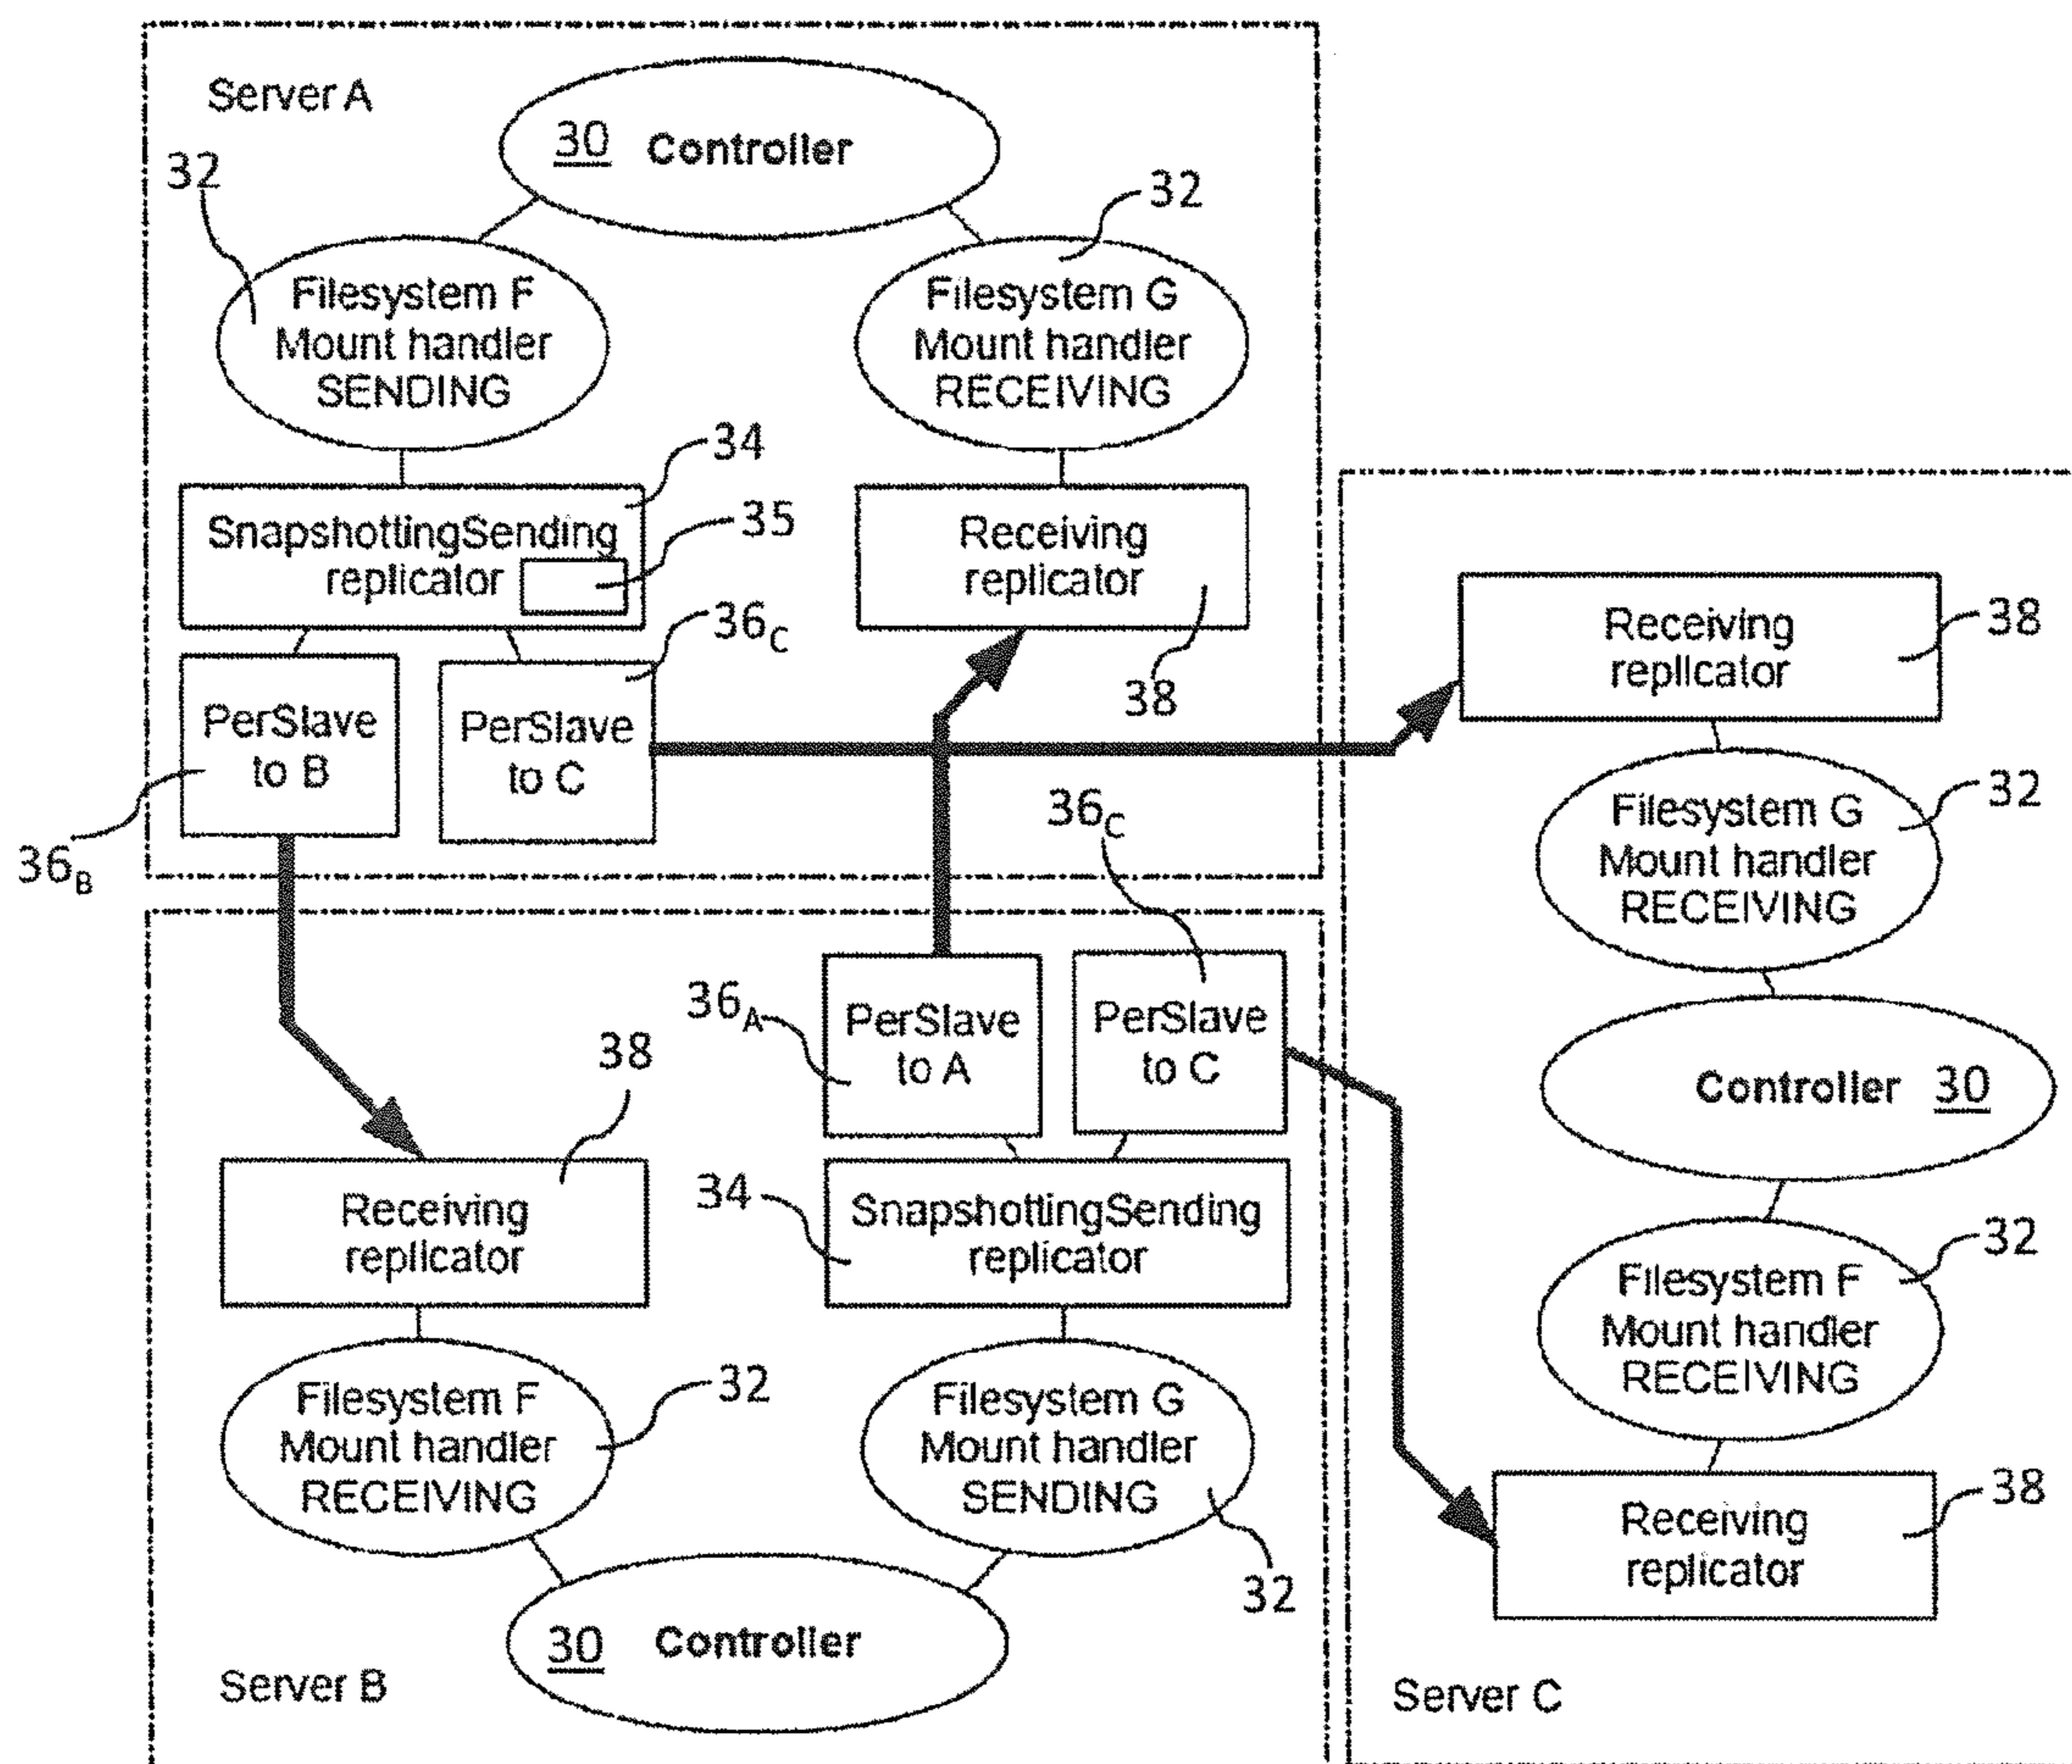 Server A
30 Controller
32
32
Filesystem F
Mount handler
SENDING
Filesystem G
Mount handler
RECEIVING
34
SnapshottingSending
replicator
35
Receiving
replicator
36C
38
PerSlave
to B
PerSlave
to C
36B
Receiving
replicator
38
Filesystem G
Mount handler
RECEIVING
32
Controller 30
32
Filesystem F
Mount handler
RECEIVING
Receiving
replicator
38
Server C
36C
36A
PerSlave
to A
PerSlave
to C
38
Receiving
replicator
34
SnapshottingSending
replicator
Filesystem F
Mount handler
RECEIVING
32
Filesystem G
Mount handler
SENDING
32
30 Controller
Server B